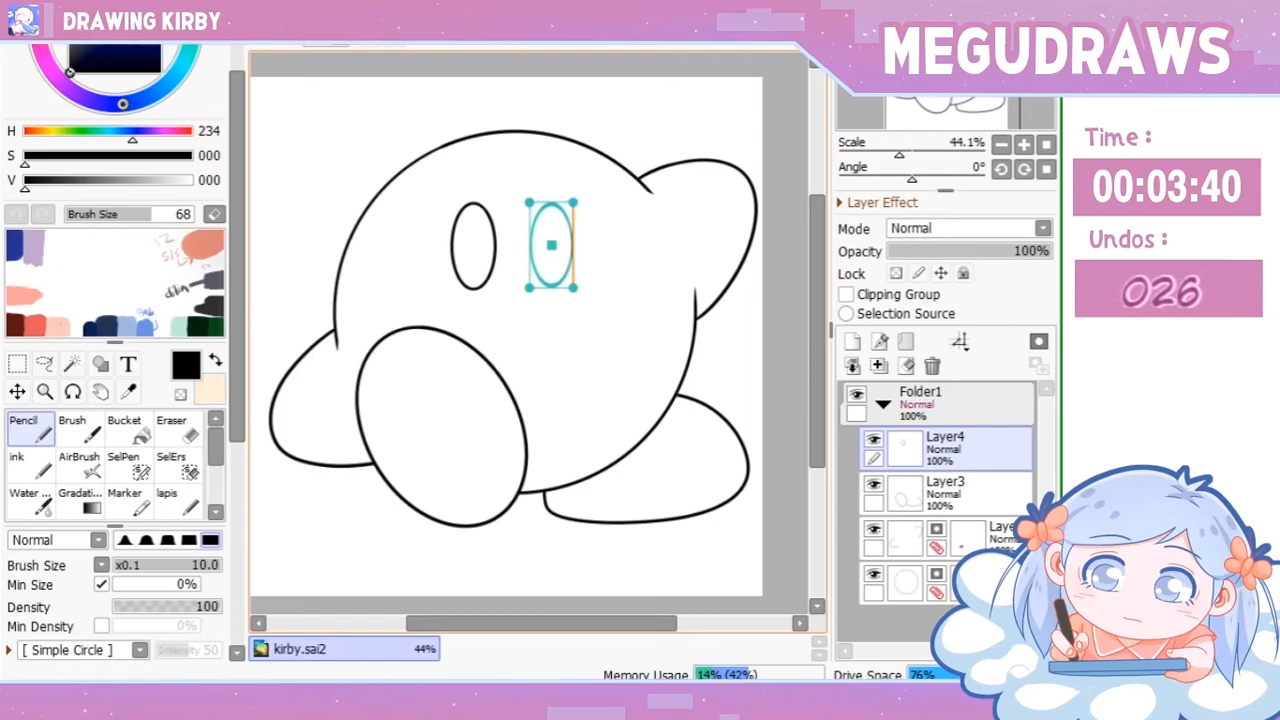 DRAWING KIRBY
MEGUDRAWS
H 234
S 000
V 000
Brush Size 68
T
Pencil Brush Bucket Eraser
ink AirBrush SelPen SelErs
Water ... Gradati... Marker lapis
Normal
Brush Size x0.1 10.0
Min Size 0%
Density 100
Min Density 0%
[ Simple Circle ] Intensity 50
kirby.sai2 44%
Memory Usage 14% (42%)
Drive Space 76%
Scale 44.1%
Angle 0°
Layer Effect
Mode Normal
Opacity 100%
Lock
Clipping Group
Selection Source
Folder1
Normal
100%
Layer4
Normal
100%
Layer3
Normal
100%
Time :
00:03:40
Undos :
026